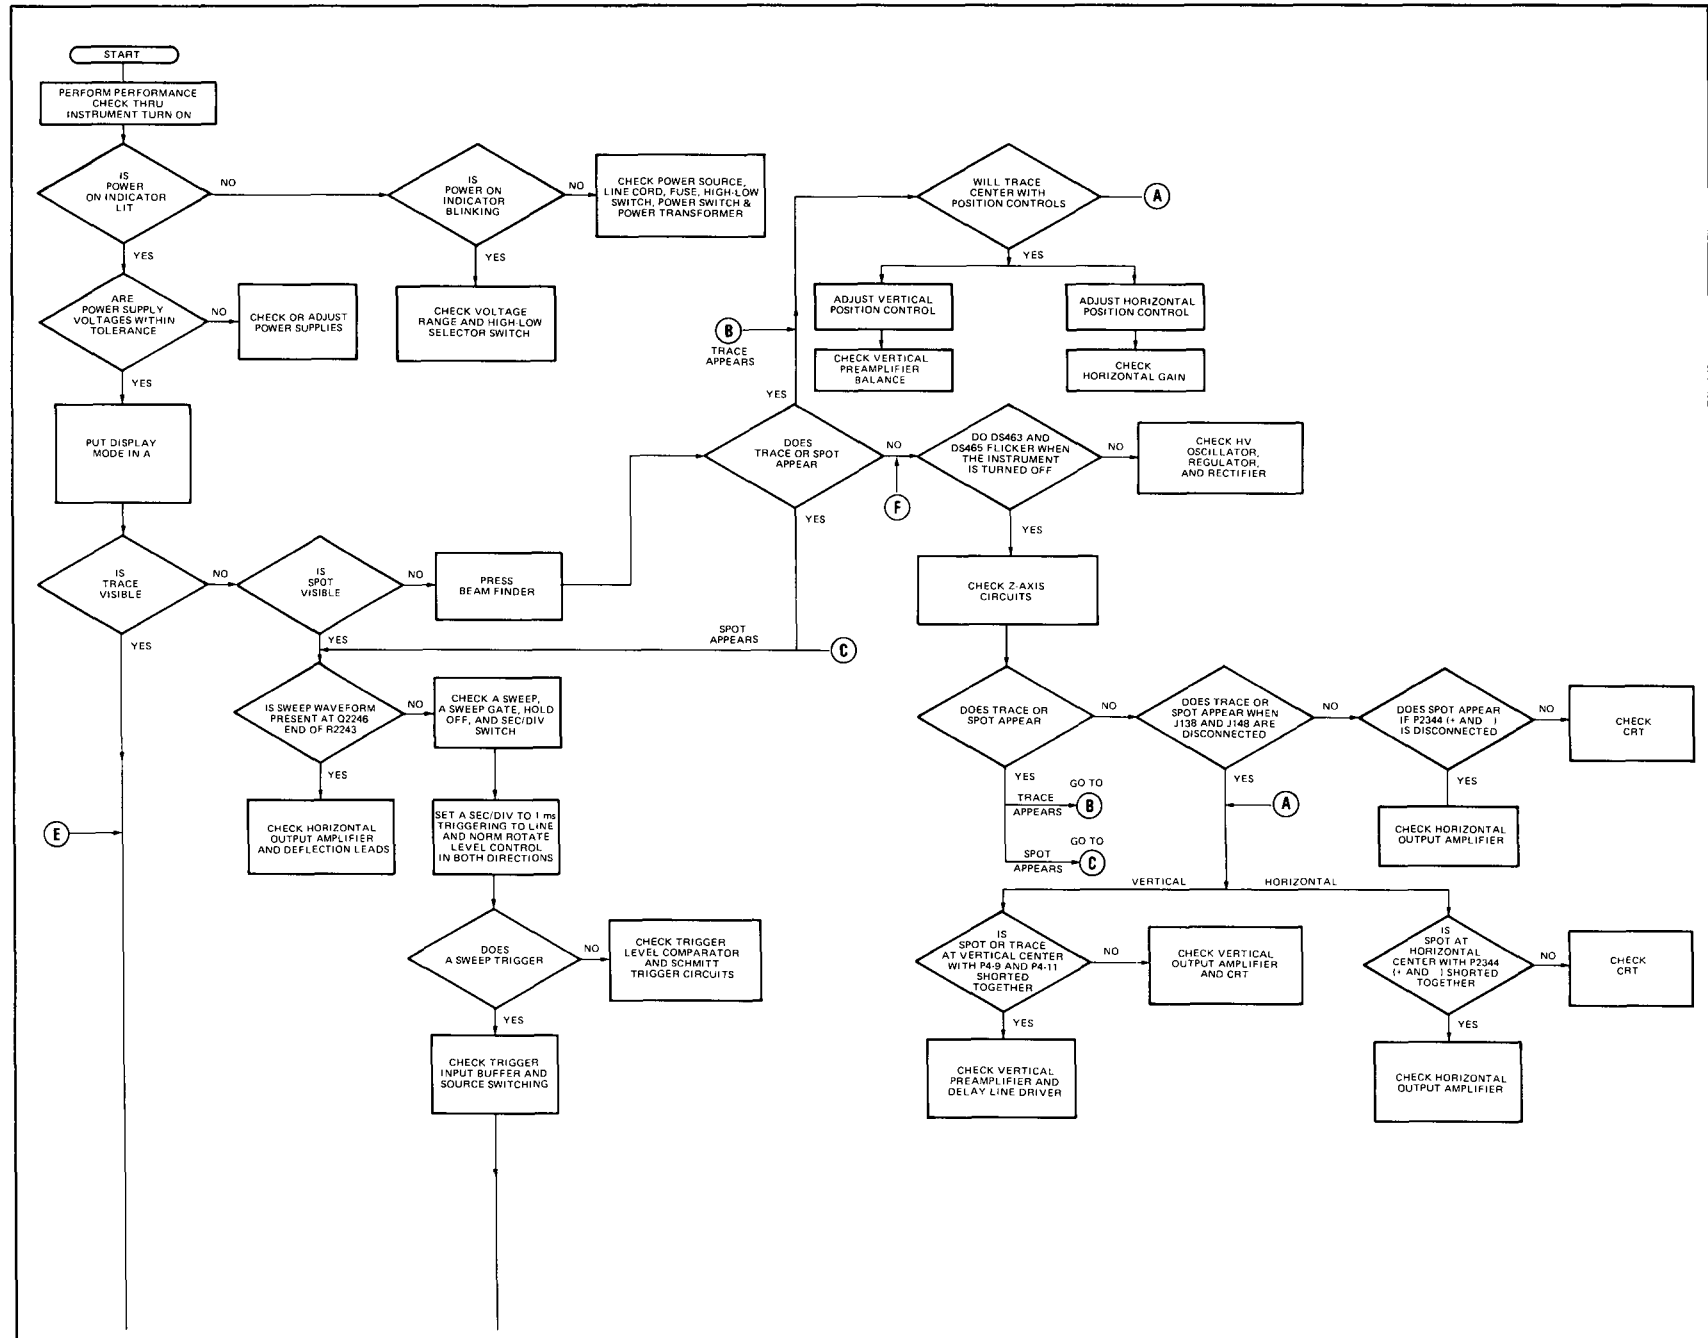 START
PERFORM PERFORMANCE
CHECK THRU
INSTRUMENT TURN ON
IS
POWER
ON INDICATOR
LIT
NO
YES
IS
POWER ON
INDICATOR
BLINKING
NO
YES
CHECK POWER SOURCE,
LINE CORD, FUSE, HIGH-LOW
SWITCH, POWER SWITCH &
POWER TRANSFORMER
CHECK VOLTAGE
RANGE AND HIGH-LOW
SELECTOR SWITCH
ARE
POWER SUPPLY
VOLTAGES WITHIN
TOLERANCE
NO
YES
CHECK OR ADJUST
POWER SUPPLIES
PUT DISPLAY
MODE IN A
IS
TRACE
VISIBLE
NO
YES
IS
SPOT
VISIBLE
NO
YES
PRESS
BEAM FINDER
WILL TRACE
CENTER WITH
POSITION CONTROLS
A
YES
ADJUST VERTICAL
POSITION CONTROL
ADJUST HORIZONTAL
POSITION CONTROL
CHECK VERTICAL
PREAMPLIFIER
BALANCE
CHECK
HORIZONTAL GAIN
B
TRACE
APPEARS
YES
DOES
TRACE OR SPOT
APPEAR
NO
YES
F
DO DS463 AND
DS465 FLICKER WHEN
THE INSTRUMENT
IS TURNED OFF
NO
YES
CHECK HV
OSCILLATOR,
REGULATOR,
AND RECTIFIER
CHECK Z-AXIS
CIRCUITS
SPOT
APPEARS
C
IS SWEEP WAVEFORM
PRESENT AT Q2246
END OF R2243
NO
YES
CHECK A SWEEP,
A SWEEP GATE, HOLD
OFF, AND SEC/DIV
SWITCH
CHECK HORIZONTAL
OUTPUT AMPLIFIER
AND DEFLECTION LEADS
SET A SEC/DIV TO 1 ms
TRIGGERING TO LINE
AND NORM ROTATE
LEVEL CONTROL
IN BOTH DIRECTIONS
E
DOES
A SWEEP TRIGGER
NO
YES
CHECK TRIGGER
LEVEL COMPARATOR
AND SCHMITT
TRIGGER CIRCUITS
CHECK TRIGGER
INPUT BUFFER AND
SOURCE SWITCHING
DOES TRACE OR
SPOT APPEAR
NO
YES
GO TO
TRACE
APPEARS
B
GO TO
SPOT
APPEARS
C
DOES TRACE OR
SPOT APPEAR WHEN
J138 AND J148 ARE
DISCONNECTED
NO
YES
A
DOES SPOT APPEAR
IF P2344 (+ AND )
IS DISCONNECTED
NO
YES
CHECK
CRT
CHECK HORIZONTAL
OUTPUT AMPLIFIER
VERTICAL
HORIZONTAL
IS
SPOT OR TRACE
AT VERTICAL CENTER
WITH P4-9 AND P4-11
SHORTED
TOGETHER
NO
YES
CHECK VERTICAL
OUTPUT AMPLIFIER
AND CRT
CHECK VERTICAL
PREAMPLIFIER AND
DELAY LINE DRIVER
IS
SPOT AT
HORIZONTAL
CENTER WITH P2344
(+ AND ) SHORTED
TOGETHER
NO
YES
CHECK
CRT
CHECK HORIZONTAL
OUTPUT AMPLIFIER